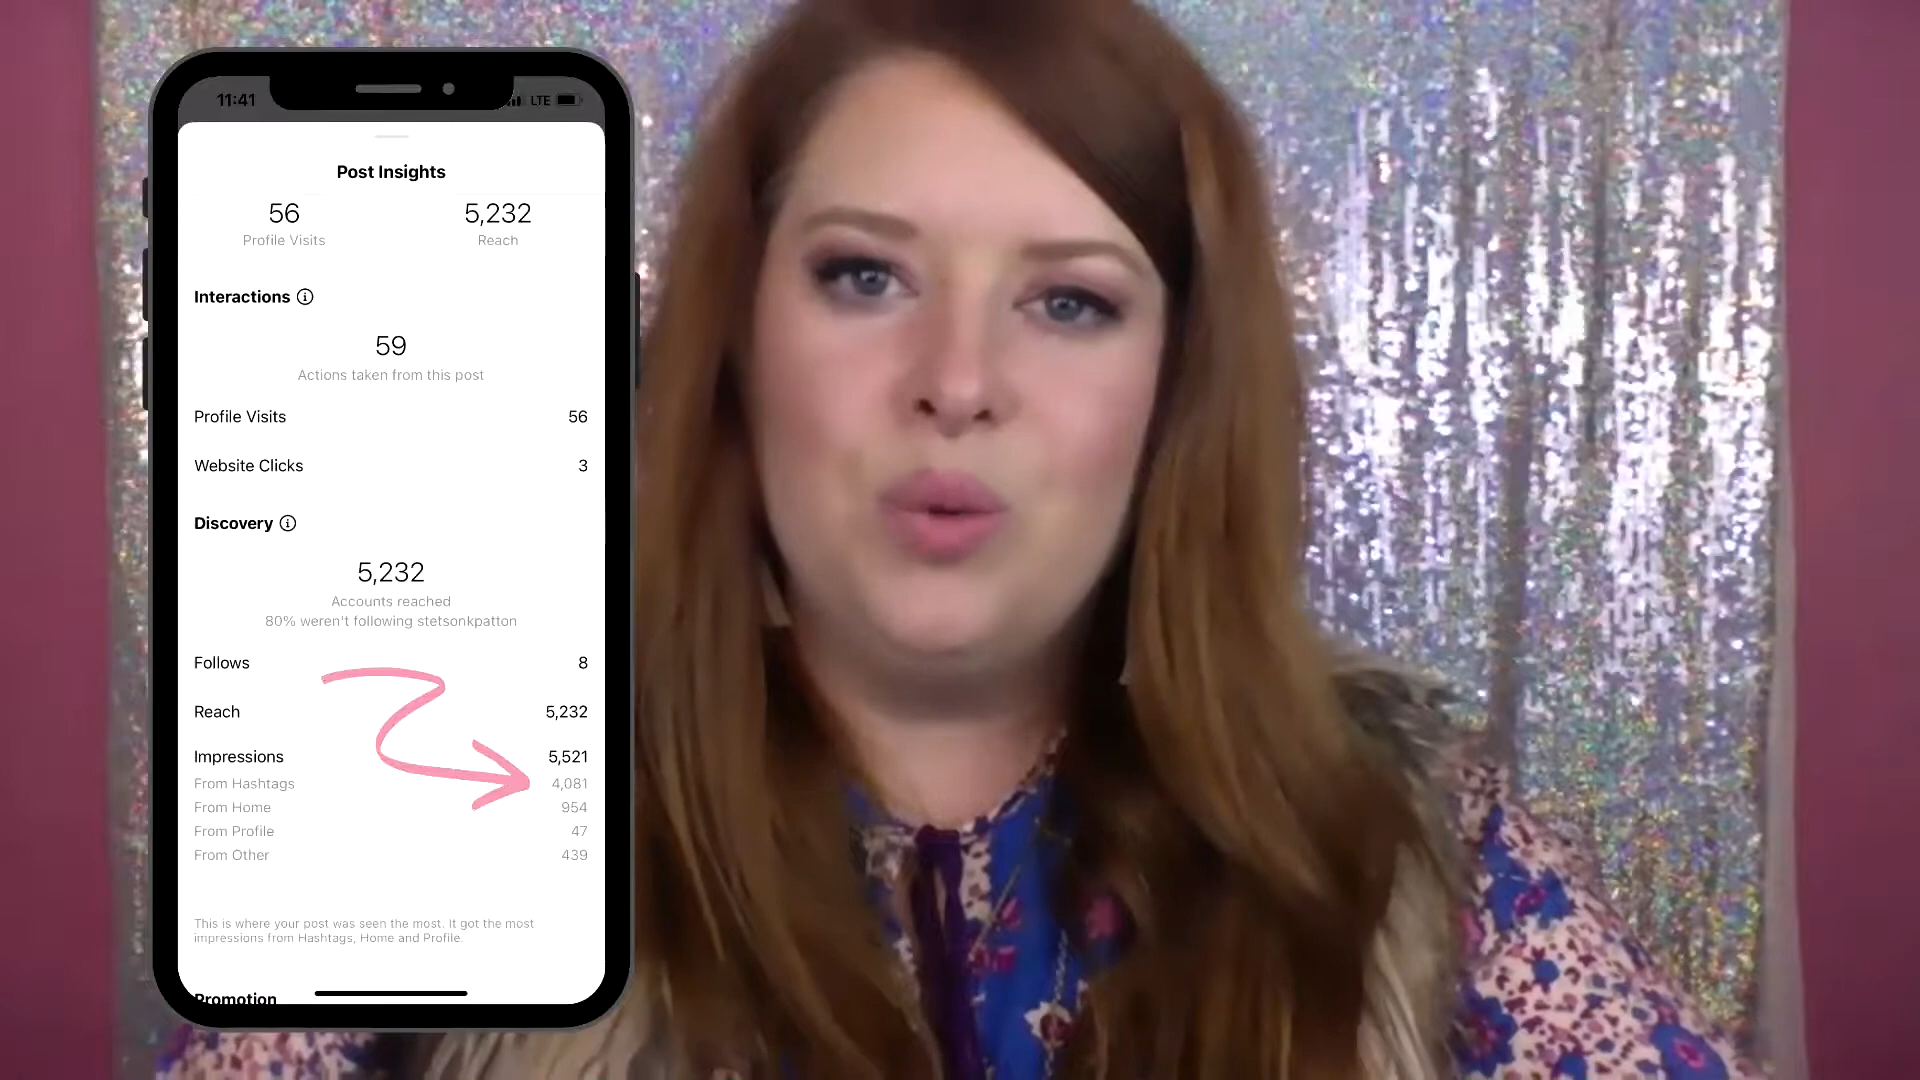 11:41
LTE
Post Insights
56 5,232
Profile Visits Reach
Interactions
59
Actions taken from this post
Profile Visits 56
Website Clicks 3
Discovery
5,232
Accounts reached
80% weren't following stetsonkpatton
Follows 8
Reach 5,232
Impressions 5,521
From Hashtags 4,081
From Home 954
From Profile 47
From Other 439
This is where your post was seen the most. It got the most
impressions from Hashtags, Home and Profile.
Promotion